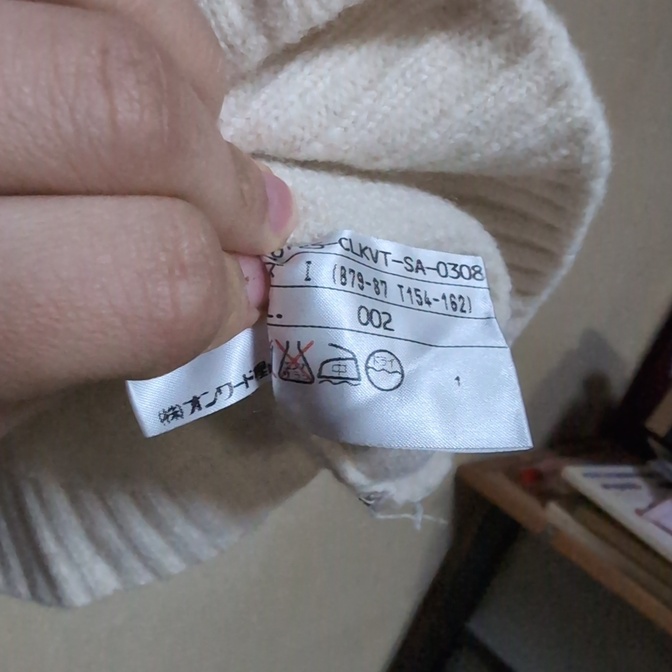 -CLKVT-SA-0308
I (B79-87 T154-162)
002
中
ドライ
1
㈱オンワード